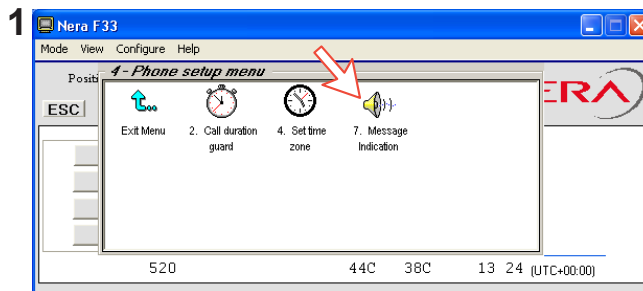 1
Nera F33
Mode View Configure Help
4 - Phone setup menu
Positi
ERA
ESC
Exit Menu
2. Call duration
guard
4. Set time
zone
7. Message
Indication
520 44C 38C 13 24 (UTC+00:00)